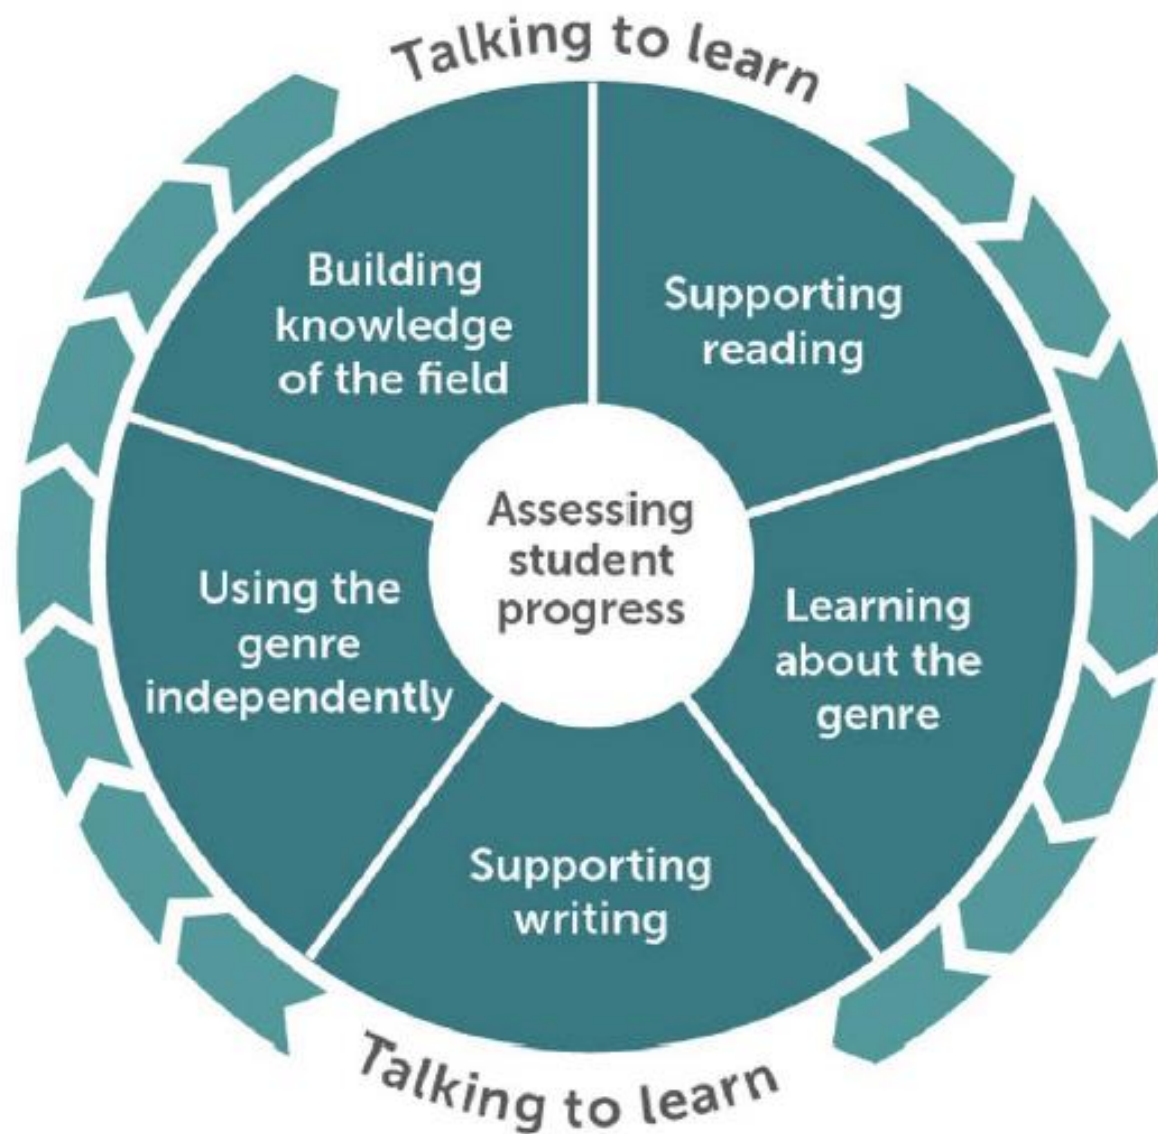 Talking to learn
Building
knowledge
of the field
Supporting
reading
Assessing
student
progress
Using the
genre
independently
Learning
about the
genre
Supporting
writing
Talking to learn